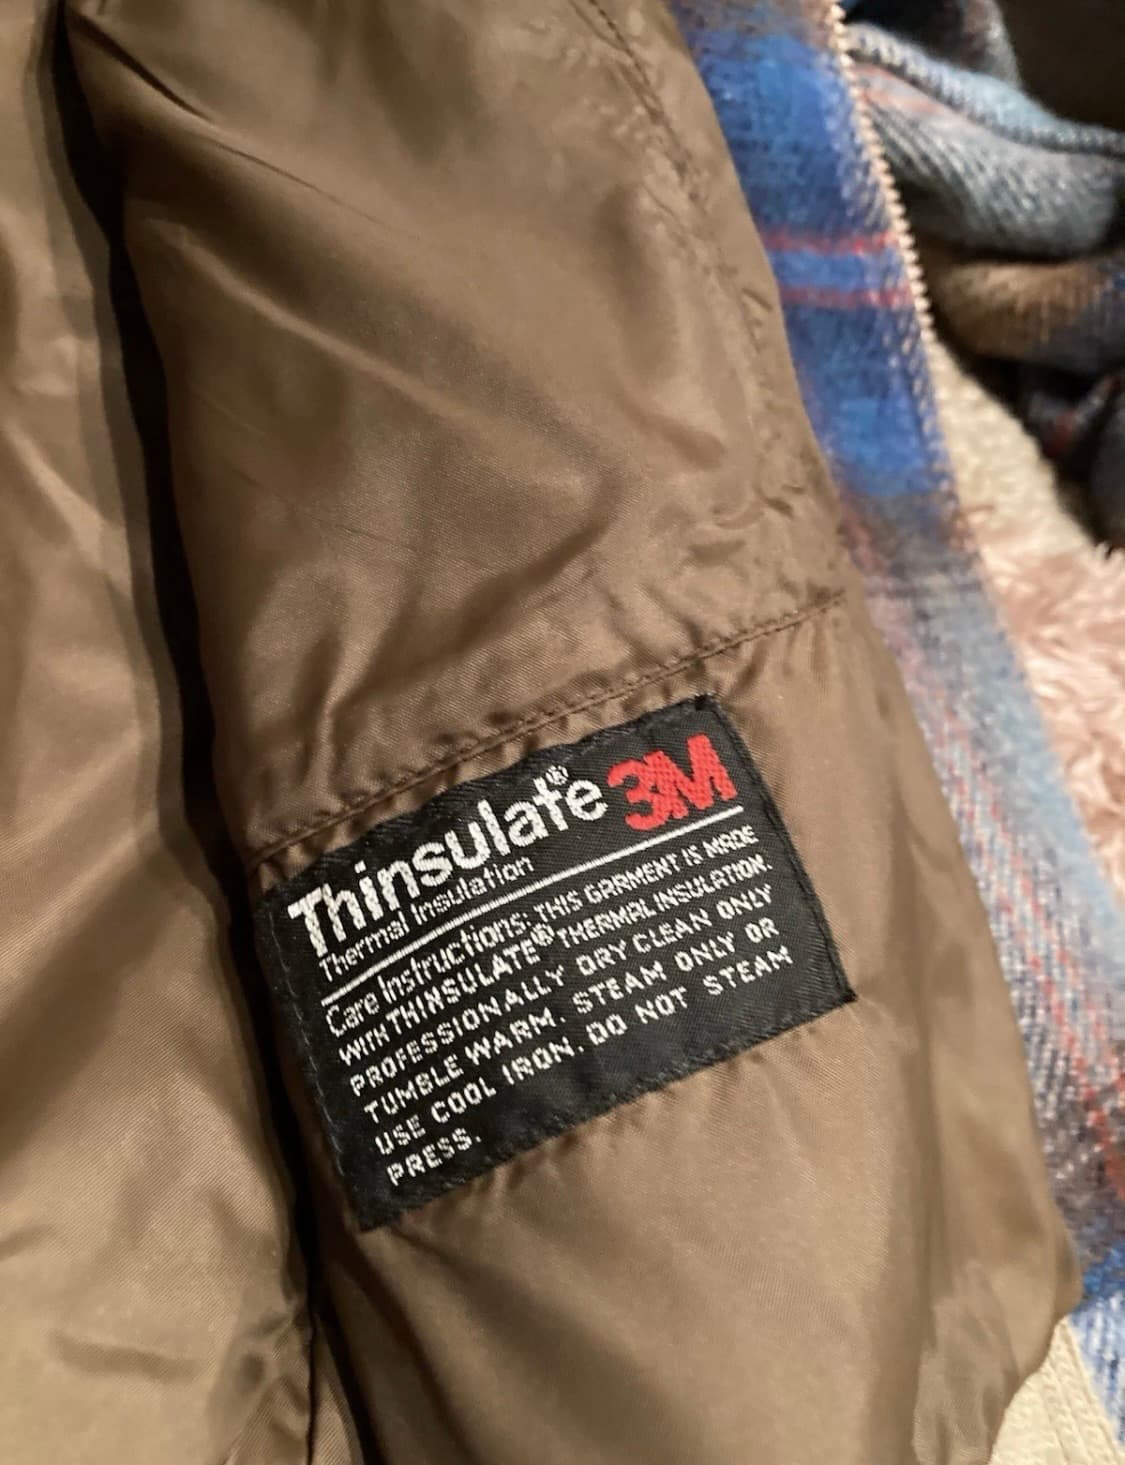 Thinsulate® 3M
Thermal Insulation
Care Instructions: THIS GARMENT IS MADE
WITH THINSULATE® THERMAL INSULATION.
PROFESSIONALLY DRY CLEAN ONLY
TUMBLE WARM. STEAM ONLY OR
USE COOL IRON. DO NOT STEAM
PRESS.